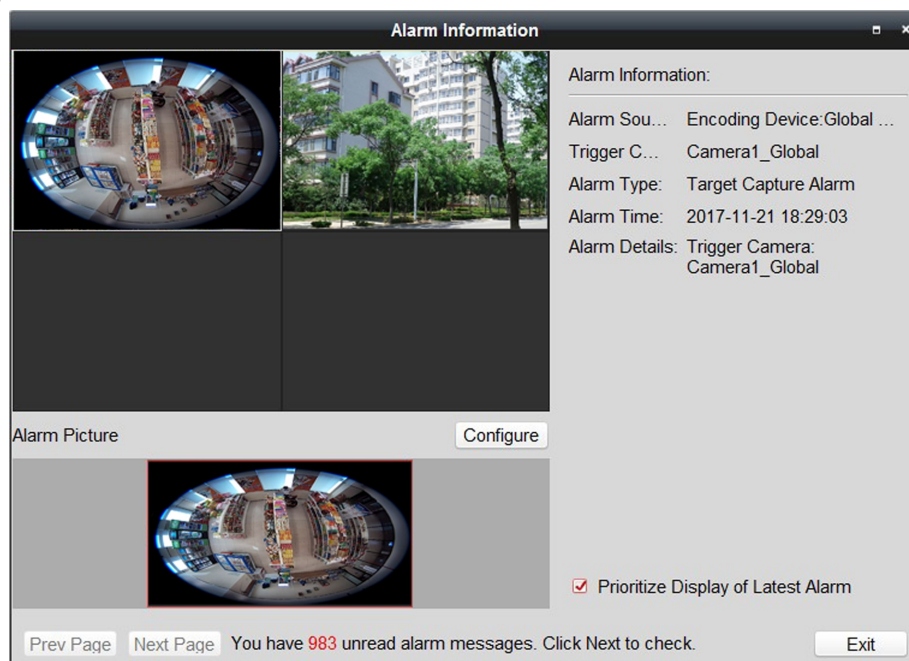 Alarm Information
Alarm Information:
Alarm Sou... Encoding Device:Global ...
Trigger C... Camera1_Global
Alarm Type: Target Capture Alarm
Alarm Time: 2017-11-21 18:29:03
Alarm Details: Trigger Camera:
Camera1_Global
Alarm Picture
Configure
Prioritize Display of Latest Alarm
Prev Page
Next Page
You have 983 unread alarm messages. Click Next to check.
Exit